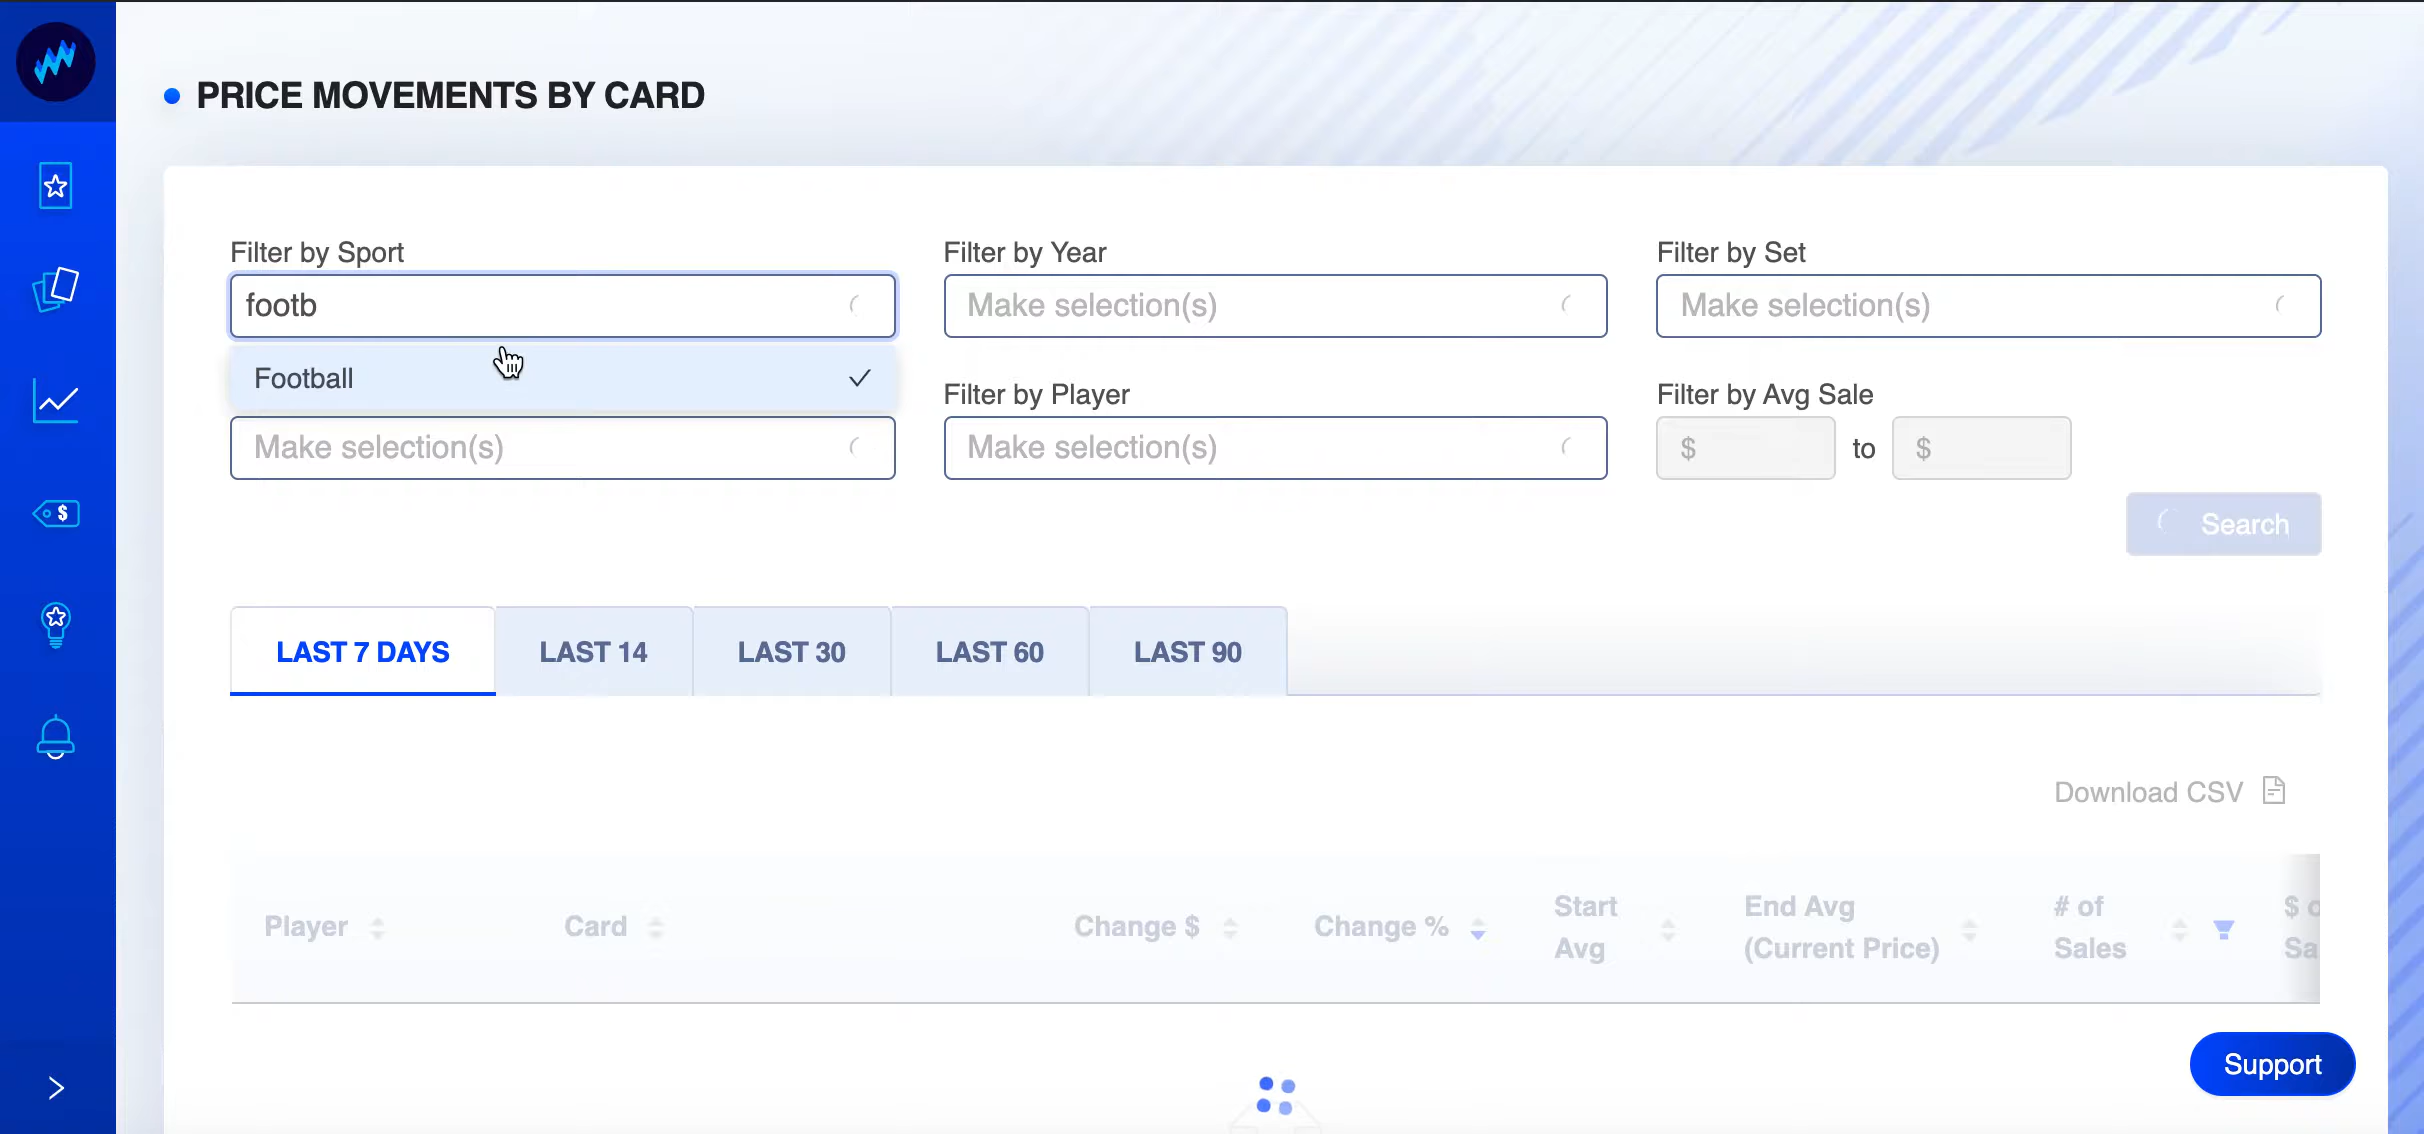 PRICE MOVEMENTS BY CARD
Filter by Sport
Filter by Year
Filter by Set
footb
Make selection(s)
Make selection(s)
Football
Filter by Player
Filter by Avg Sale
Make selection(s)
Make selection(s)
$
to
$
Search
LAST 7 DAYS
LAST 14
LAST 30
LAST 60
LAST 90
Download CSV
Player
Card
Change $
Change %
Start
Avg
End Avg
(Current Price)
# of
Sales
$
Support